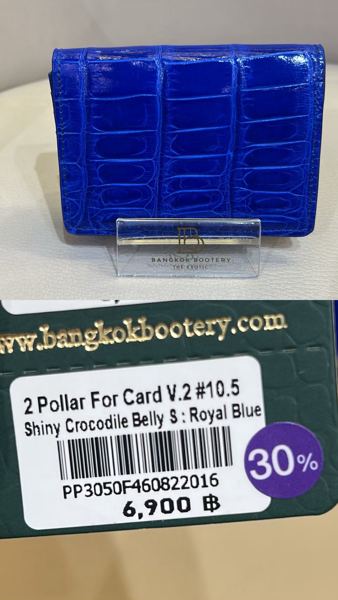 BANGKOK BOOTERY
THE EXOTIC
www.bangkokbootery.com
2 Pollar For Card V.2 #10.5
Shiny Crocodile Belly S : Royal Blue
PP3050F460822016
6,900 ฿
30%